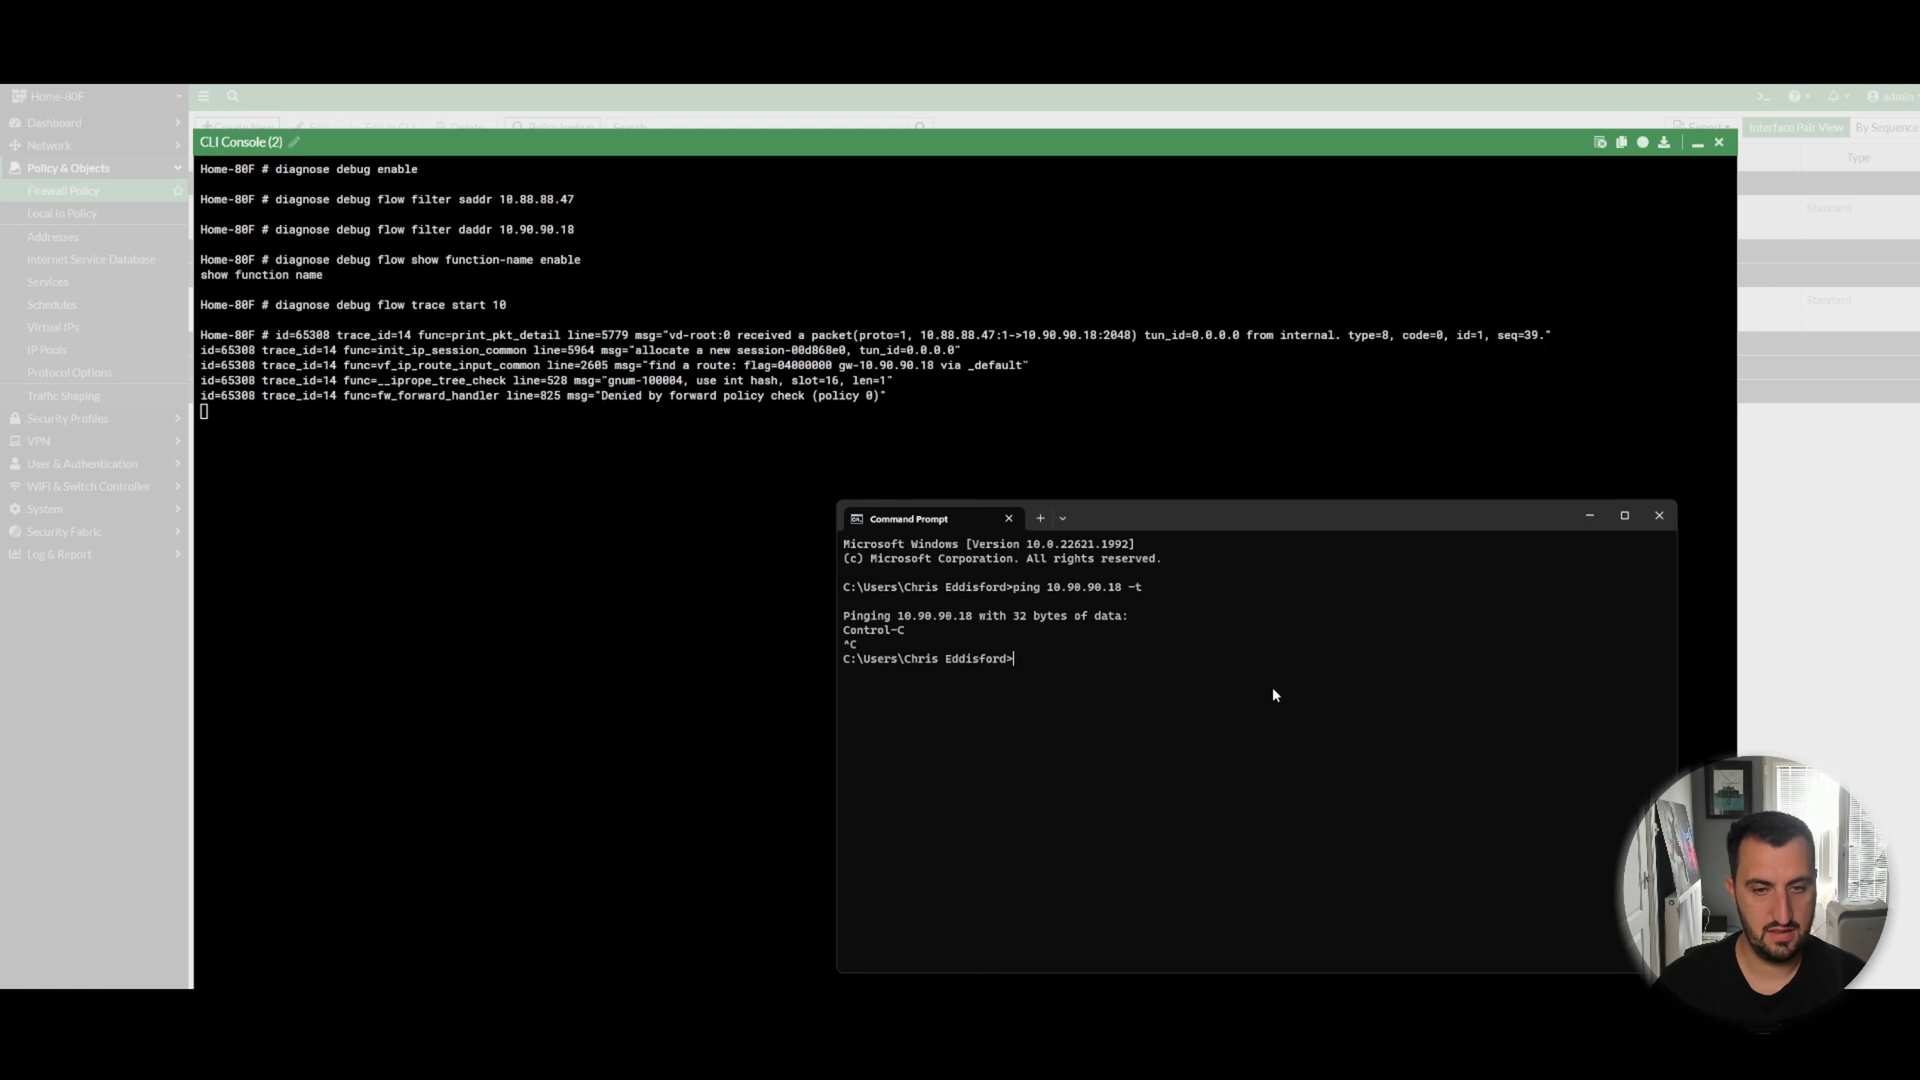 Home-80F
admin
Dashboard
Network
Policy & Objects
Firewall Policy
Local In Policy
Addresses
Internet Service Database
Services
Schedules
Virtual IPs
IP Pools
Protocol Options
Traffic Shaping
Security Profiles
VPN
User & Authentication
WiFi & Switch Controller
System
Security Fabric
Log & Report
Interface Pair View
By Sequence
Type
Standard
Standard
CLI Console (2)
Home-80F # diagnose debug enable
Home-80F # diagnose debug flow filter saddr 10.88.88.47
Home-80F # diagnose debug flow filter daddr 10.90.90.18
Home-80F # diagnose debug flow show function-name enable
show function name
Home-80F # diagnose debug flow trace start 10
Home-80F # id=65308 trace_id=14 func=print_pkt_detail line=5779 msg="vd-root:0 received a packet(proto=1, 10.88.88.47:1->10.90.90.18:2048) tun_id=0.0.0.0 from internal. type=8, code=0, id=1, seq=39."
id=65308 trace_id=14 func=init_ip_session_common line=5964 msg="allocate a new session-00d868e0, tun_id=0.0.0.0"
id=65308 trace_id=14 func=vf_ip_route_input_common line=2605 msg="find a route: flag=04000000 gw-10.90.90.18 via _default"
id=65308 trace_id=14 func=__iprope_tree_check line=528 msg="gnum-100004, use int hash, slot=16, len=1"
id=65308 trace_id=14 func=fw_forward_handler line=825 msg="Denied by forward policy check (policy 0)"
Command Prompt
Microsoft Windows [Version 10.0.22621.1992]
(c) Microsoft Corporation. All rights reserved.
C:\Users\Chris Eddisford>ping 10.90.90.18 -t
Pinging 10.90.90.18 with 32 bytes of data:
Control-C
^C
C:\Users\Chris Eddisford>